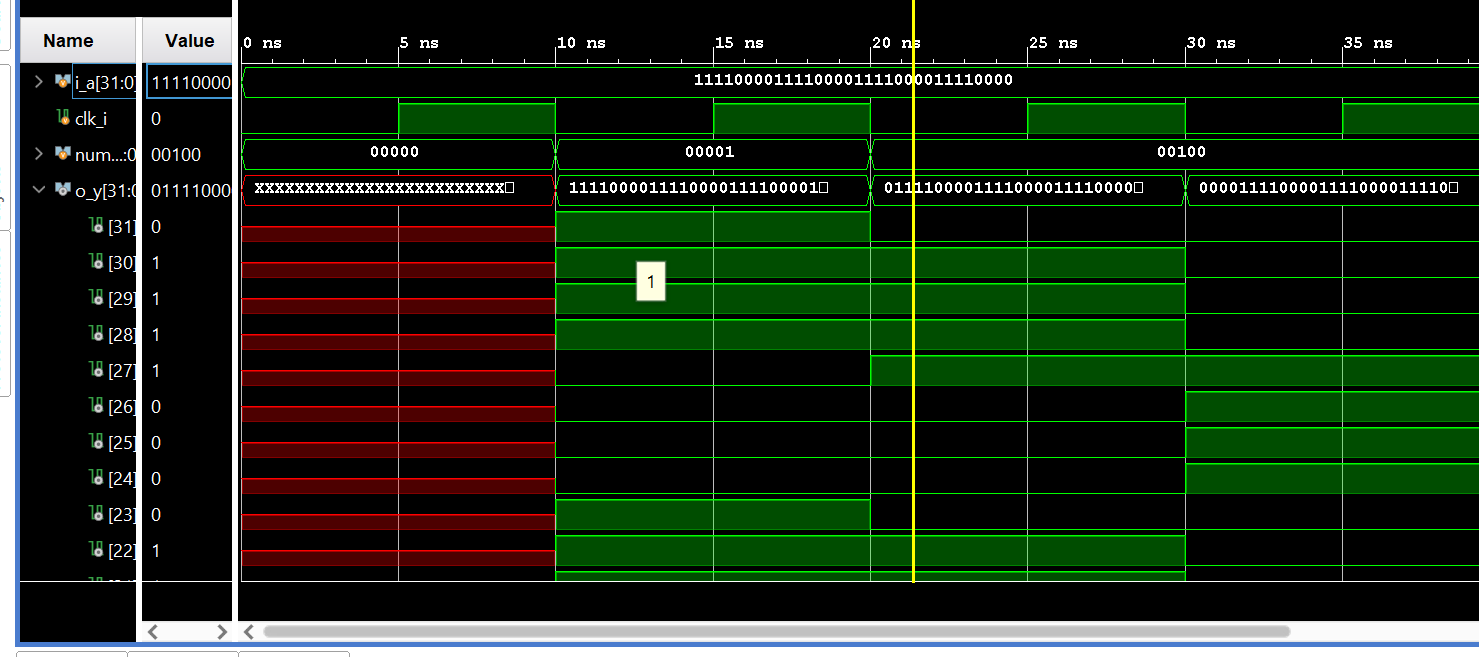 Name Value 0 ns 5 ns 10 ns 15 ns 20 ns 25 ns 30 ns 35 ns
i_a[31:0] 11110000 11110000111100001111000011110000
clk_i 0
num...:0 00100 00000 00001 00100
o_y[31:0 01111000 XXXXXXXXXXXXXXXXXXXXXXXXX 1111000011110000111100001 0111100001111000011110000 0000111100001111000011110
[31] 0
[30] 1
[29] 1
1
[28] 1
[27] 1
[26] 0
[25] 0
[24] 0
[23] 0
[22] 1